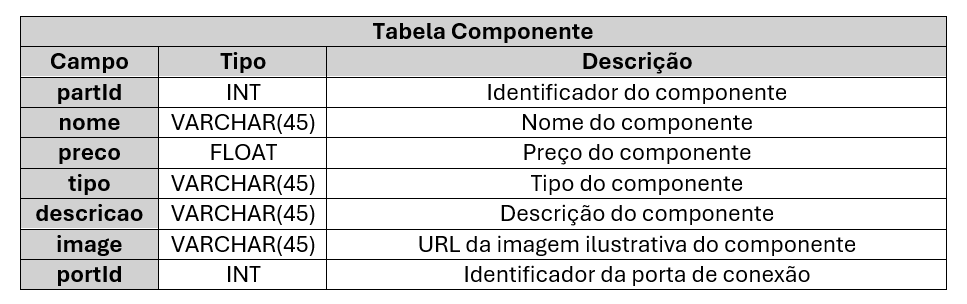 Tabela Componente
Campo Tipo Descrição
partId INT Identificador do componente
nome VARCHAR(45) Nome do componente
preco FLOAT Preço do componente
tipo VARCHAR(45) Tipo do componente
descricao VARCHAR(45) Descrição do componente
image VARCHAR(45) URL da imagem ilustrativa do componente
portId INT Identificador da porta de conexão